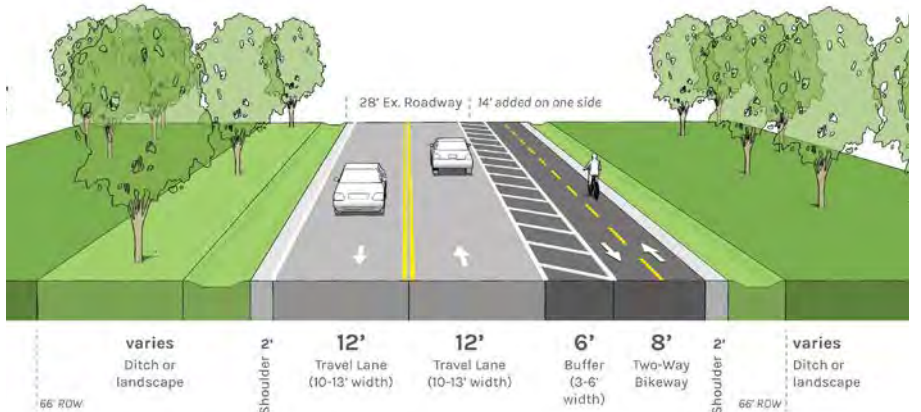 28' Ex. Roadway
14' added on one side
varies
Ditch or
landscape
66' ROW
2'
Shoulder
12'
Travel Lane
(10-13' width)
12'
Travel Lane
(10-13' width)
6'
Buffer
(3-6'
width)
8'
Two-Way
Bikeway
2'
Shoulder
66' ROW
varies
Ditch or
landscape